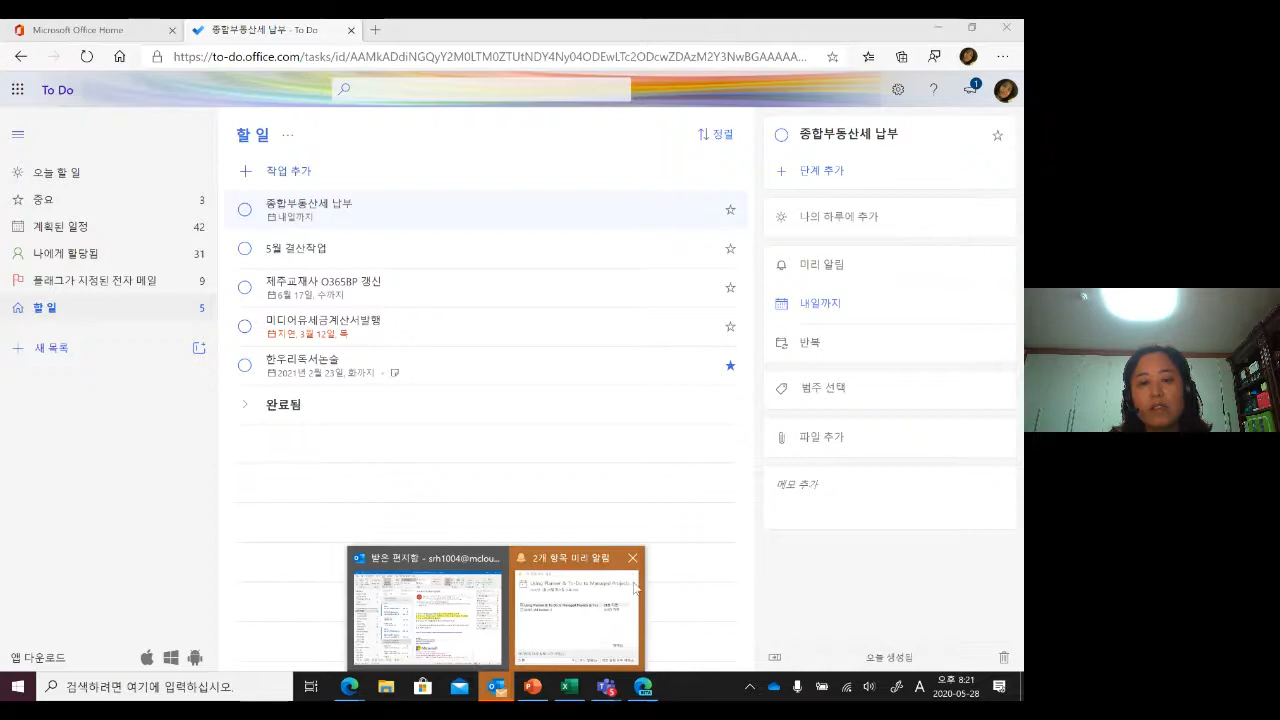 Microsoft Office Home
종합부동산세 납부 - To Do
https://to-do.office.com/tasks/id/AAMkADdiNGQyY2M0LTM0ZTUtNDY4Ny04ODEwLTc2ODcwZDAzM2Y3NwBGAAAAA...
To Do
1
할 일
정렬
작업 추가
오늘 할 일
중요 3
계획된 일정 42
나에게 할당됨 31
플래그가 지정된 전자 메일 9
할 일 5
새 목록
종합부동산세 납부
내일까지
5월 결산작업
제주교재사 O365BP 갱신
6월 17일, 수까지
미디어유세금계산서발행
지연, 3월 12일, 목
한우리독서논술
2021년 2월 23일, 화까지
완료됨
종합부동산세 납부
단계 추가
나의 하루에 추가
미리 알림
내일까지
반복
범주 선택
파일 추가
메모 추가
오늘 생성됨
앱 다운로드
받은 편지함 - srh1004@mclou...
2개 항목 미리 알림
Using Planner & To-Do to Managed Projects
Microsoft
검색하려면 여기에 입력하십시오.
5
BETA
A
오후 8:21
2020-05-28